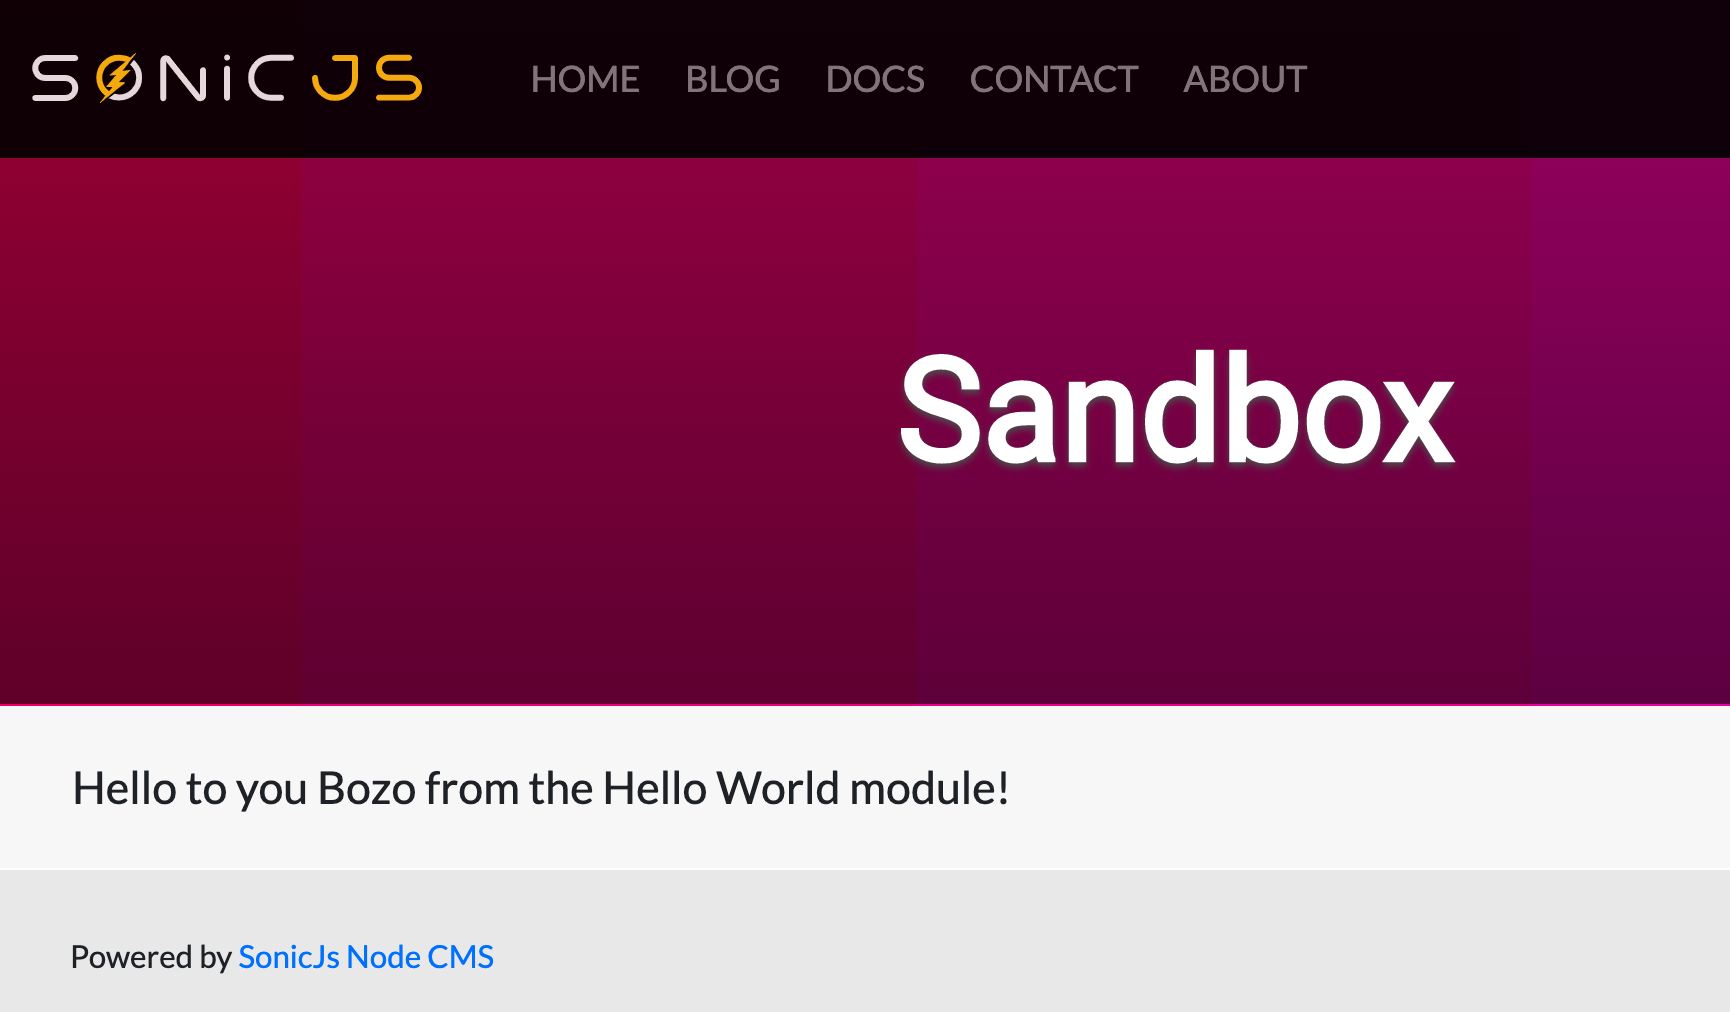 SONiC JS HOME BLOG DOCS CONTACT ABOUT
Sandbox
Hello to you Bozo from the Hello World module!
Powered by SonicJs Node CMS